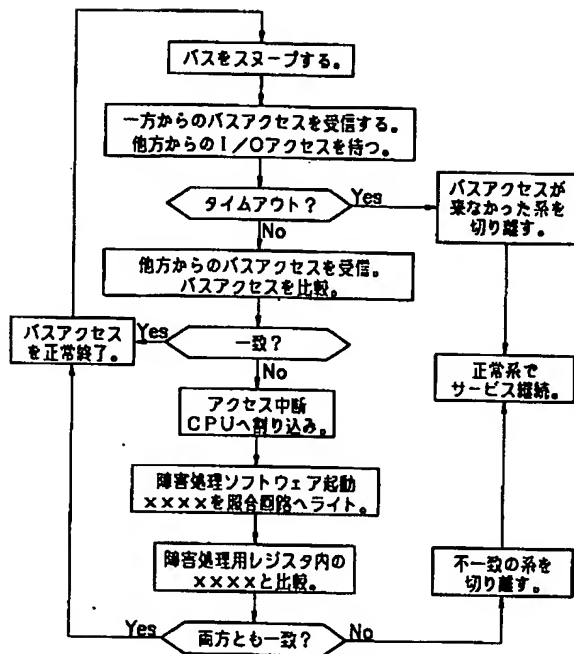 バスをスヌープする。
一方からのバスアクセスを受信する。
他方からのI/Oアクセスを待つ。
タイムアウト?
Yes
バスアクセスが
来なかった系を
切り離す。
No
他方からのバスアクセスを受信。
バスアクセスを比較。
バスアクセス
を正常終了。
Yes
一致?
No
正常系で
サービス継続。
アクセス中断
CPUへ割り込み。
障害処理ソフトウェア起動
××××を照合回路へライト。
障害処理用レジスタ内の
××××と比較。
不一致の系を
切り離す。
Yes
両方とも一致?
No